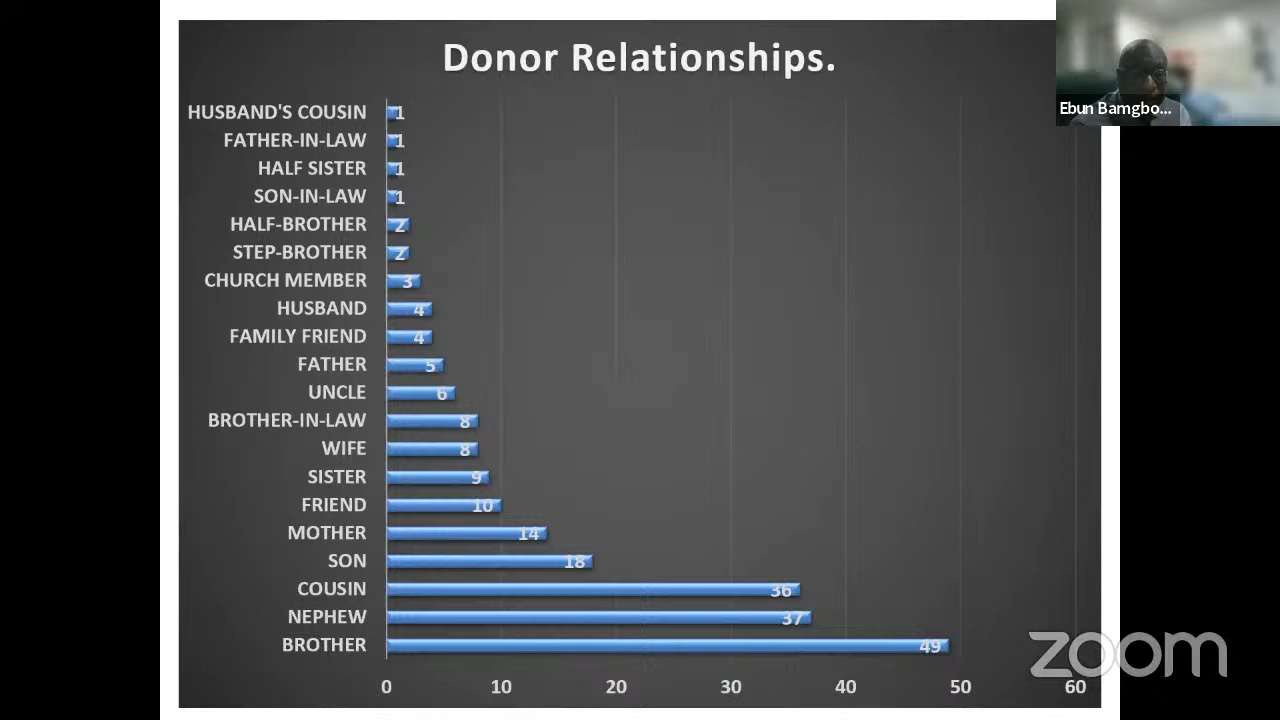 Donor Relationships.
Ebun Bamgbo...
HUSBAND'S COUSIN 1
FATHER-IN-LAW 1
HALF SISTER 1
SON-IN-LAW 1
HALF-BROTHER 2
STEP-BROTHER 2
CHURCH MEMBER 3
HUSBAND 4
FAMILY FRIEND 4
FATHER 5
UNCLE 6
BROTHER-IN-LAW 8
WIFE 8
SISTER 9
FRIEND 10
MOTHER 14
SON 18
COUSIN 36
NEPHEW 37
BROTHER 49
0 10 20 30 40 50 60
zoom